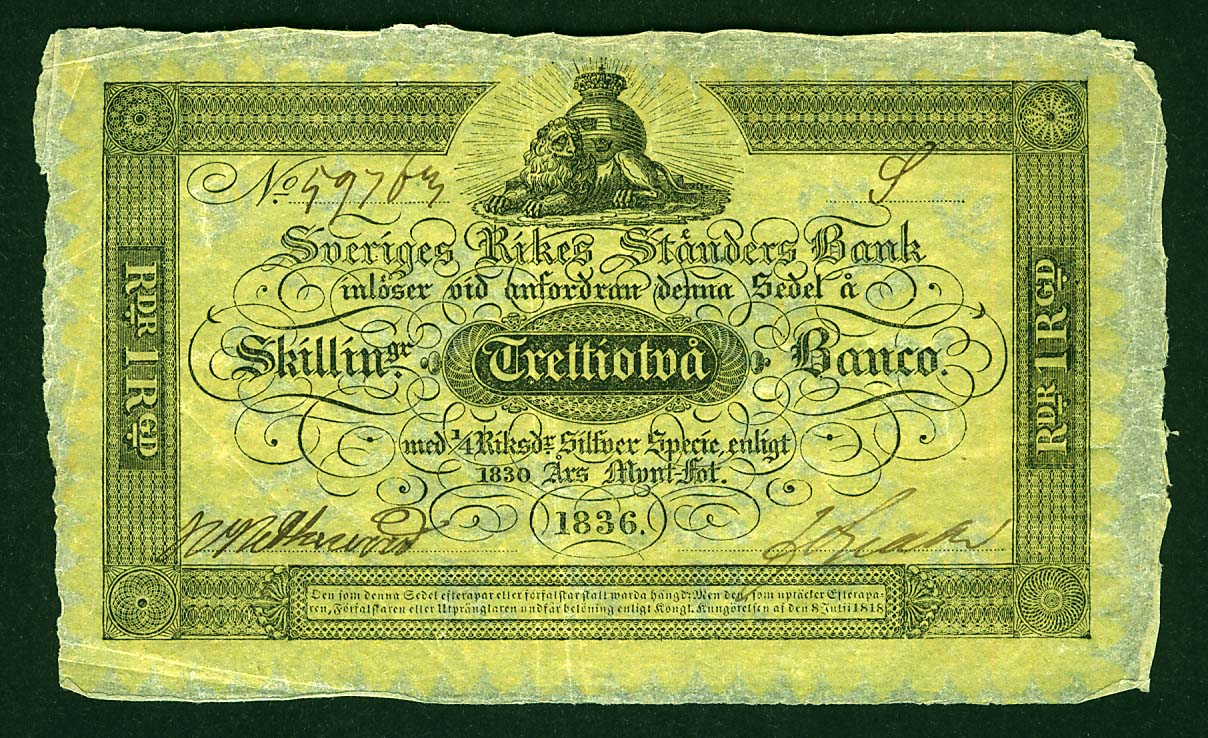 No. 59763 S
Sveriges Rikes Ständers Bank
inlöser vid anfordran denna Sedel å
Skillingr. Trettiotvå Banco.
med 1/4 Riksdr Silfver Specie, enligt
1830 Års Mynt-Fot.
1836.
RDR 1 RGD
RDR 1 RGD
Den som denna Sedel efterapar eller förfalskar skall warda hängd: Men den, som uptäcker Efterapa-
ren, Förfalskaren eller Utprånglaren undfår belöning enligt Kongl. Kungörelsen af den 8 Julii 1818